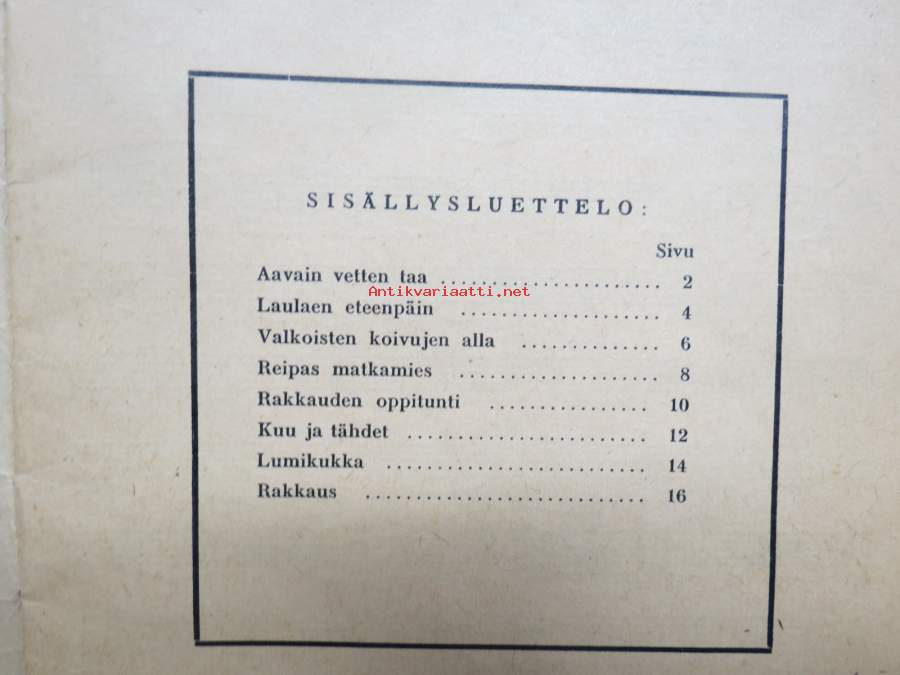 SISÄLLYSLUETTELO:
Sivu
Aavain vetten taa ...................... 2
Antikvariaatti.net
Laulaen eteenpäin .................... 4
Valkoisten koivujen alla .............. 6
Reipas matkamies .................... 8
Rakkauden oppitunti ................ 10
Kuu ja tähdet ........................ 12
Lumikukka .......................... 14
Rakkaus ............................ 16